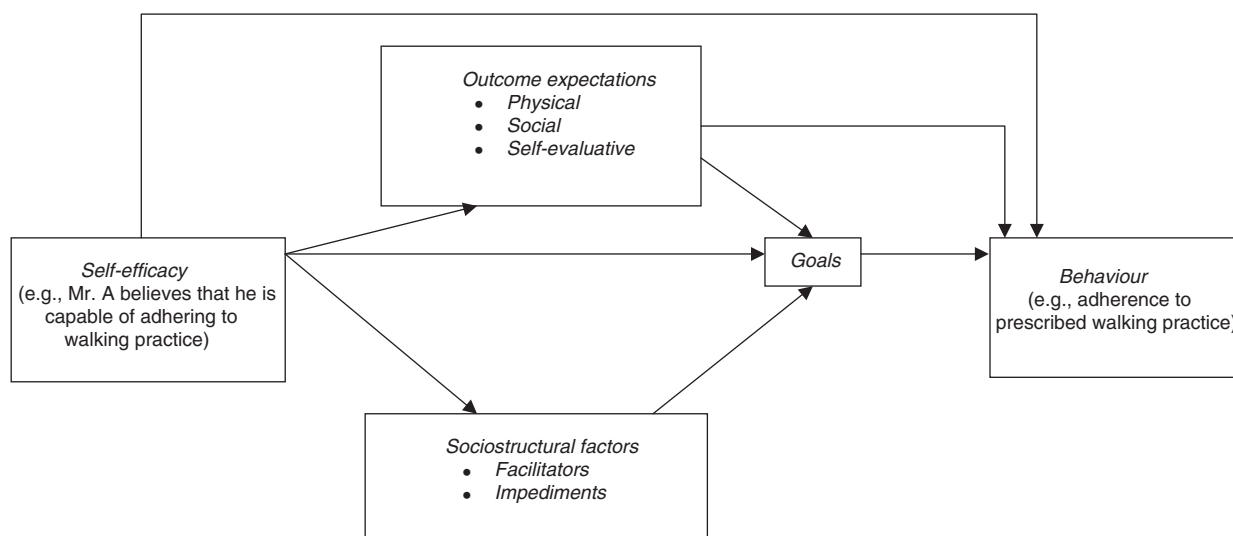 Outcome expectations
• Physical
• Social
• Self-evaluative
Self-efficacy
(e.g., Mr. A believes that he is
capable of adhering to
walking practice)
Goals
Behaviour
(e.g., adherence to
prescribed walking practice)
Sociostructural factors
• Facilitators
• Impediments